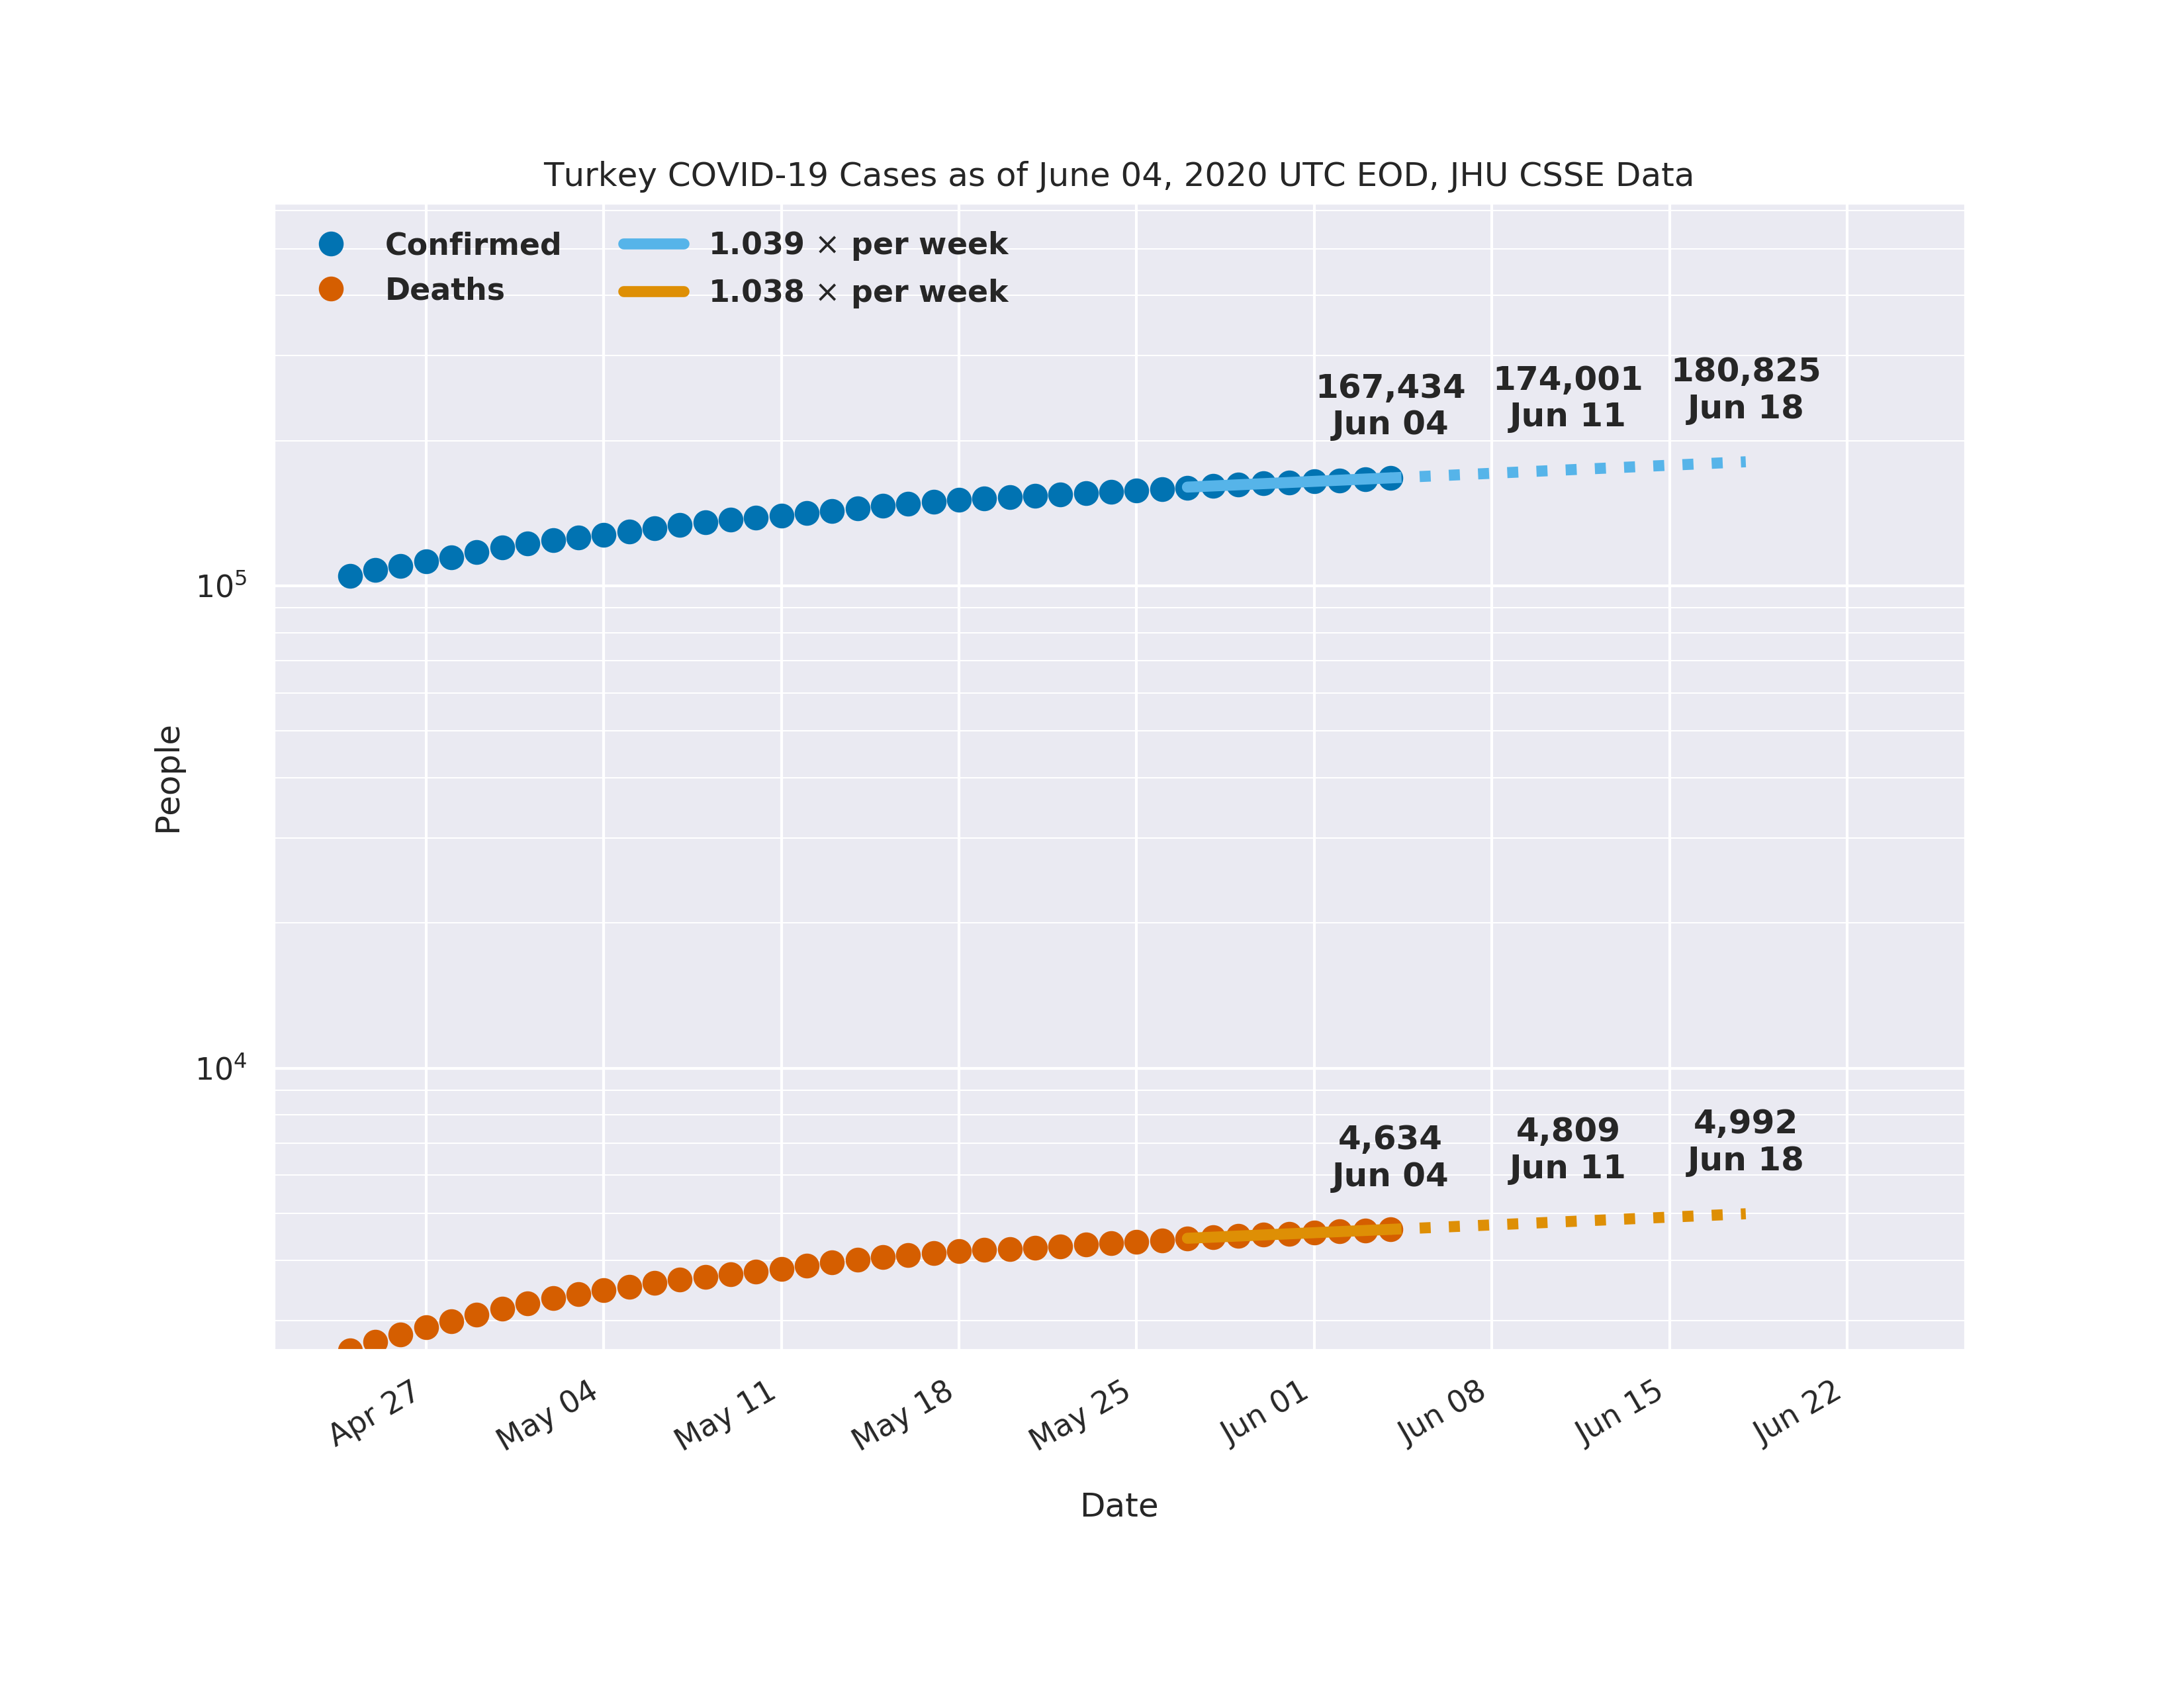 Turkey COVID-19 Cases as of June 04, 2020 UTC EOD, JHU CSSE Data
Confirmed
Deaths
1.039 × per week
1.038 × per week
167,434
Jun 04
174,001
Jun 11
180,825
Jun 18
10⁵
People
10⁴
4,634
Jun 04
4,809
Jun 11
4,992
Jun 18
Apr 27
May 04
May 11
May 18
May 25
Jun 01
Jun 08
Jun 15
Jun 22
Date